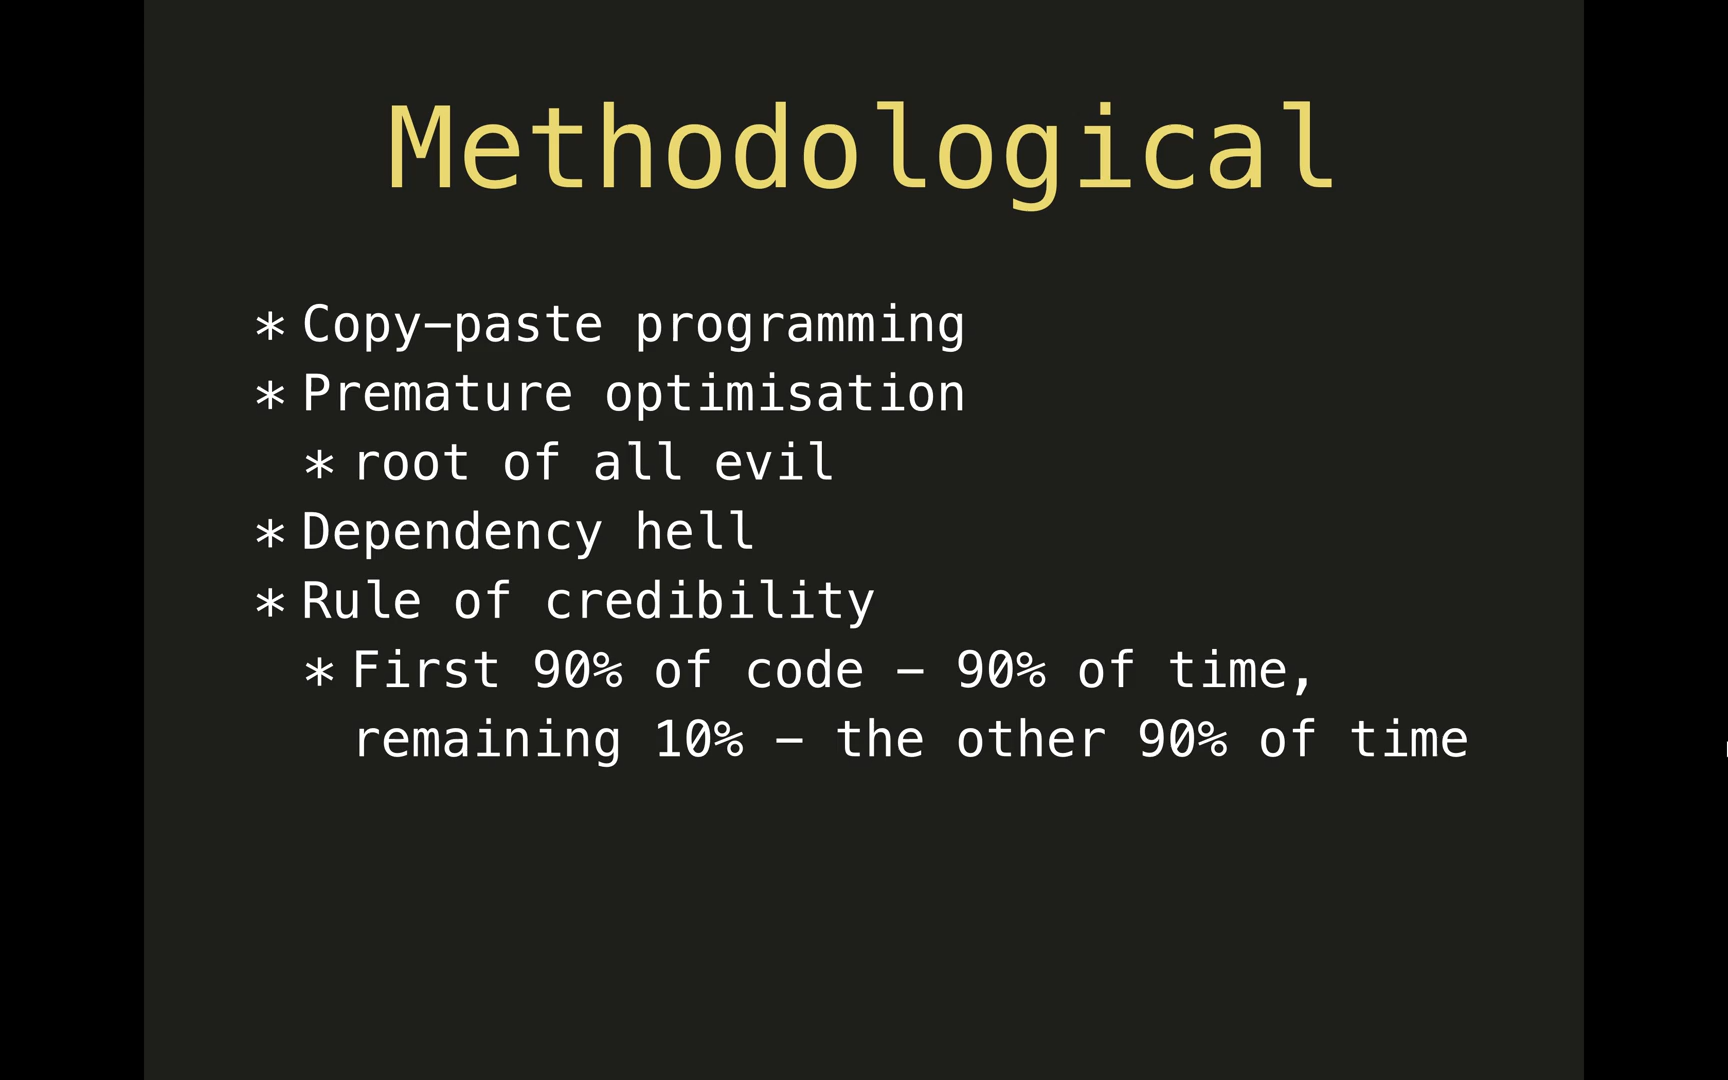 Methodological
* Copy-paste programming
* Premature optimisation
* root of all evil
* Dependency hell
* Rule of credibility
* First 90% of code - 90% of time,
remaining 10% - the other 90% of time